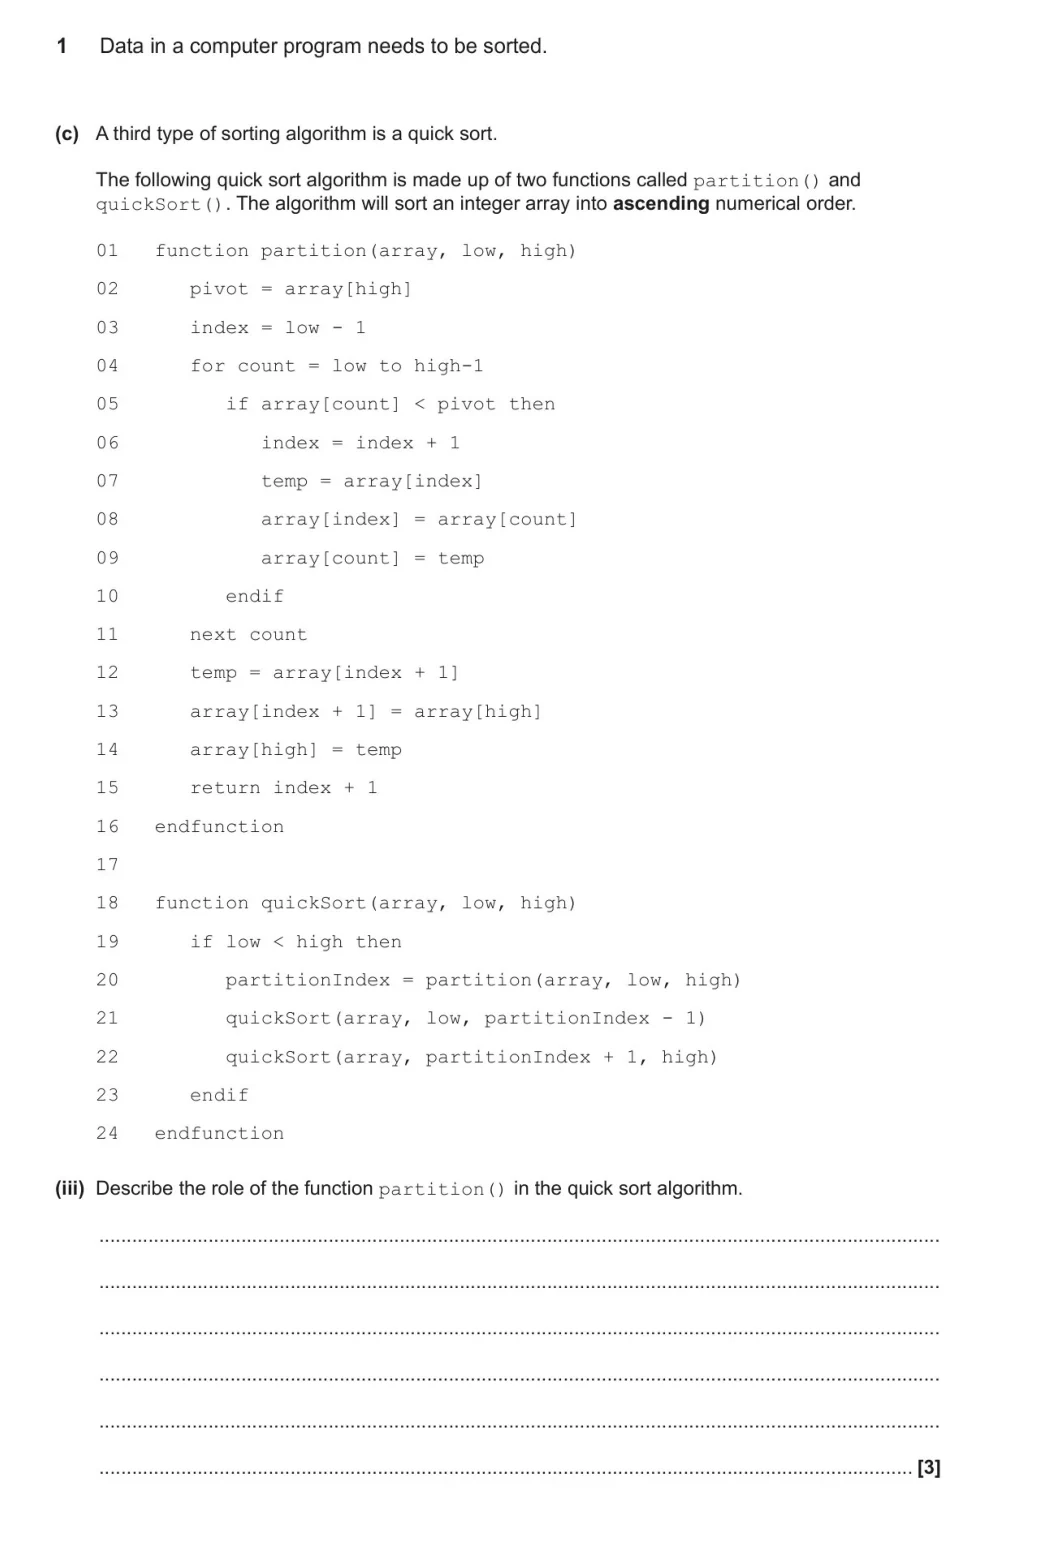 1 Data in a computer program needs to be sorted.
(c) A third type of sorting algorithm is a quick sort.
The following quick sort algorithm is made up of two functions called partition() and
quickSort(). The algorithm will sort an integer array into ascending numerical order.
01 function partition(array, low, high)
02 pivot = array[high]
03 index = low - 1
04 for count = low to high-1
05 if array[count] < pivot then
06 index = index + 1
07 temp = array[index]
08 array[index] = array[count]
09 array[count] = temp
10 endif
11 next count
12 temp = array[index + 1]
13 array[index + 1] = array[high]
14 array[high] = temp
15 return index + 1
16 endfunction
17
18 function quickSort(array, low, high)
19 if low < high then
20 partitionIndex = partition(array, low, high)
21 quickSort(array, low, partitionIndex - 1)
22 quickSort(array, partitionIndex + 1, high)
23 endif
24 endfunction
(iii) Describe the role of the function partition() in the quick sort algorithm.
[3]